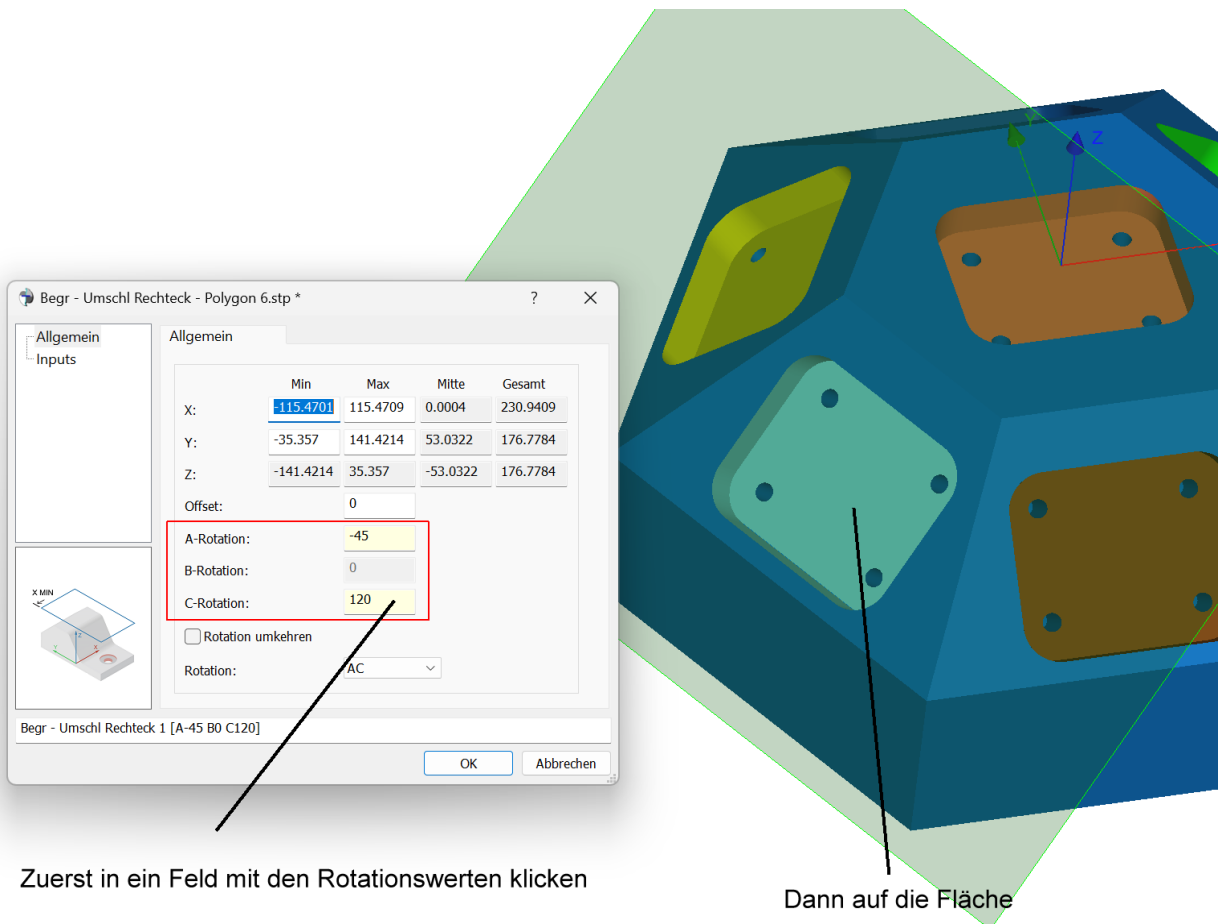 Begr - Umschl Rechteck - Polygon 6.stp *
?
Allgemein
Inputs
Allgemein
Min Max Mitte Gesamt
X: -115.4701 115.4709 0.0004 230.9409
Y: -35.357 141.4214 53.0322 176.7784
Z: -141.4214 35.357 -53.0322 176.7784
Offset: 0
A-Rotation: -45
B-Rotation: 0
C-Rotation: 120
Rotation umkehren
Rotation: AC
X MIN
Z
Y X
Begr - Umschl Rechteck 1 [A-45 B0 C120]
OK Abbrechen
Y Z
Zuerst in ein Feld mit den Rotationswerten klicken
Dann auf die Fläche